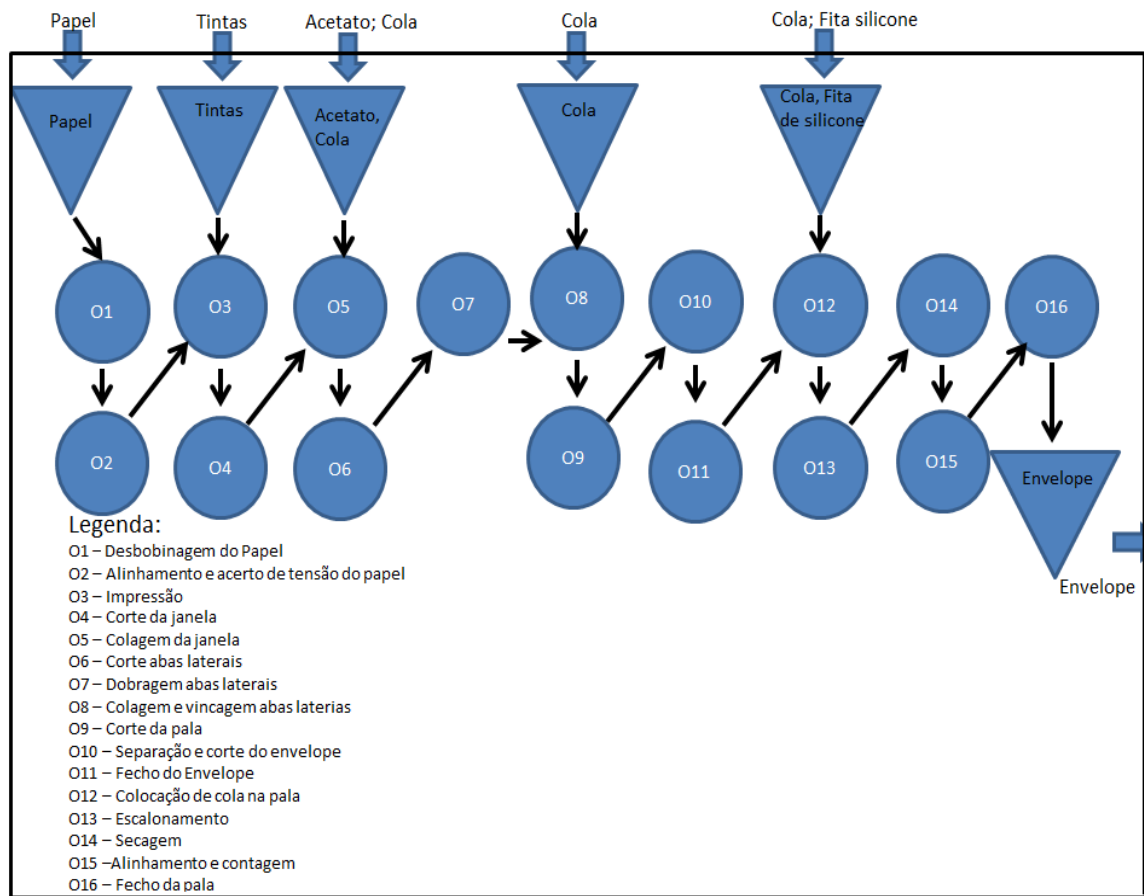 Papel
Tintas
Acetato; Cola
Cola
Cola; Fita silicone
Papel
Tintas
Acetato,
Cola
Cola
Cola, Fita
de silicone
O1
O3
O5
O7
O8
O10
O12
O14
O16
O2
O4
O6
O9
O11
O13
O15
Envelope
Envelope
Legenda:
O1 – Desbobinagem do Papel
O2 – Alinhamento e acerto de tensão do papel
O3 – Impressão
O4 – Corte da janela
O5 – Colagem da janela
O6 – Corte abas laterais
O7 – Dobragem abas laterais
O8 – Colagem e vincagem abas laterias
O9 – Corte da pala
O10 – Separação e corte do envelope
O11 – Fecho do Envelope
O12 – Colocação de cola na pala
O13 – Escalonamento
O14 – Secagem
O15 –Alinhamento e contagem
O16 – Fecho da pala